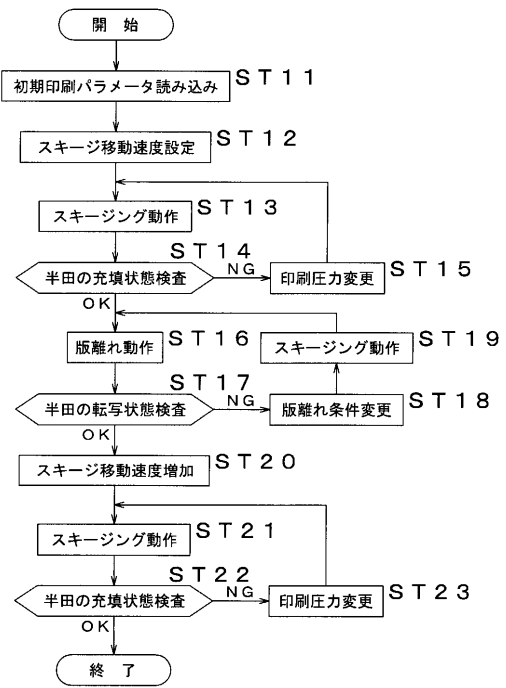 開 始
初期印刷パラメータ読み込み ST11
スキージ移動速度設定 ST12
スキージング動作 ST13
半田の充填状態検査 ST14
NG
印刷圧力変更 ST15
OK
版離れ動作 ST16
スキージング動作 ST19
半田の転写状態検査 ST17
NG
版離れ条件変更 ST18
OK
スキージ移動速度増加 ST20
スキージング動作 ST21
半田の充填状態検査 ST22
NG
印刷圧力変更 ST23
OK
終 了